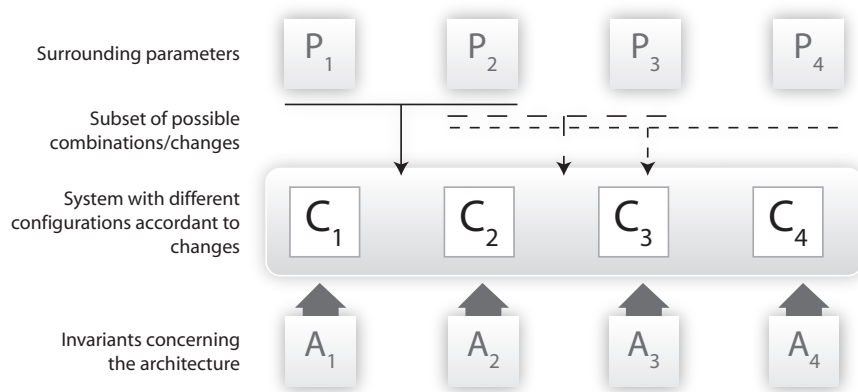 Surrounding parameters
P1 P2 P3 P4
Subset of possible
combinations/changes
System with different
configurations accordant to
changes
C1 C2 C3 C4
Invariants concerning
the architecture
A1 A2 A3 A4